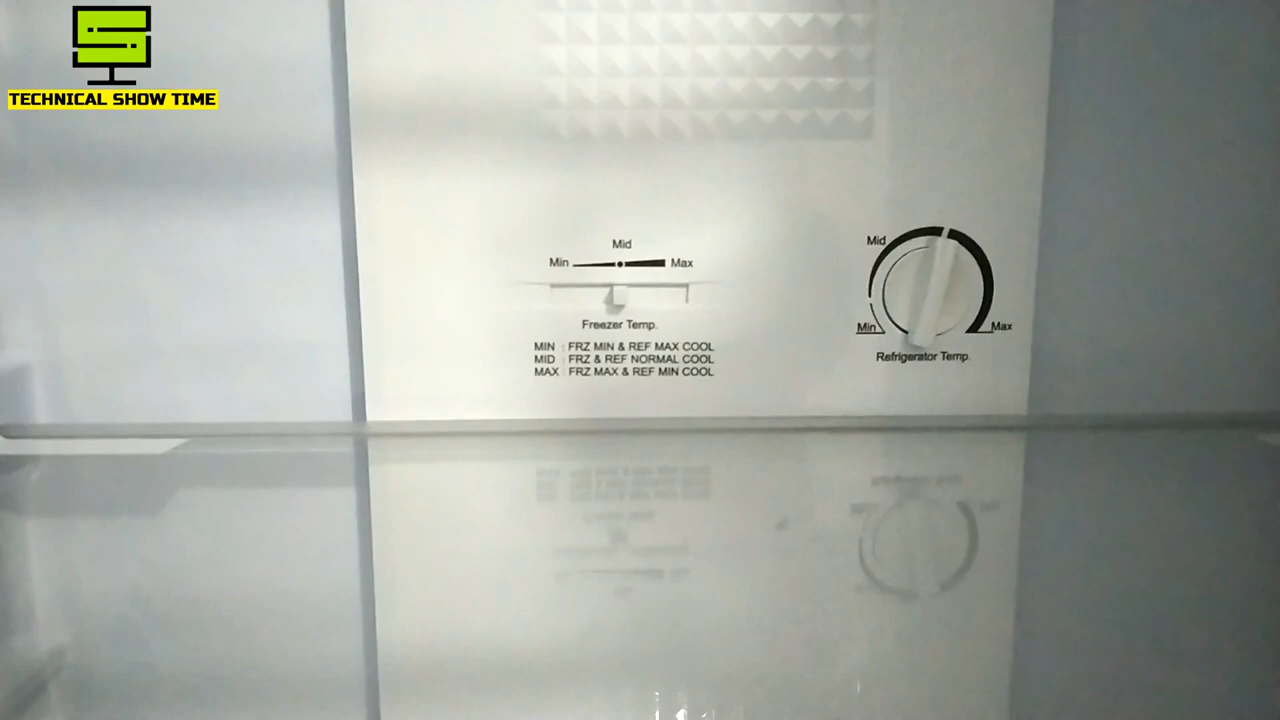 TECHNICAL SHOW TIME
Mid
Min Max
Freezer Temp.
MIN : FRZ MIN & REF MAX COOL
MID : FRZ & REF NORMAL COOL
MAX : FRZ MAX & REF MIN COOL
Mid
Min Max
Refrigerator Temp.